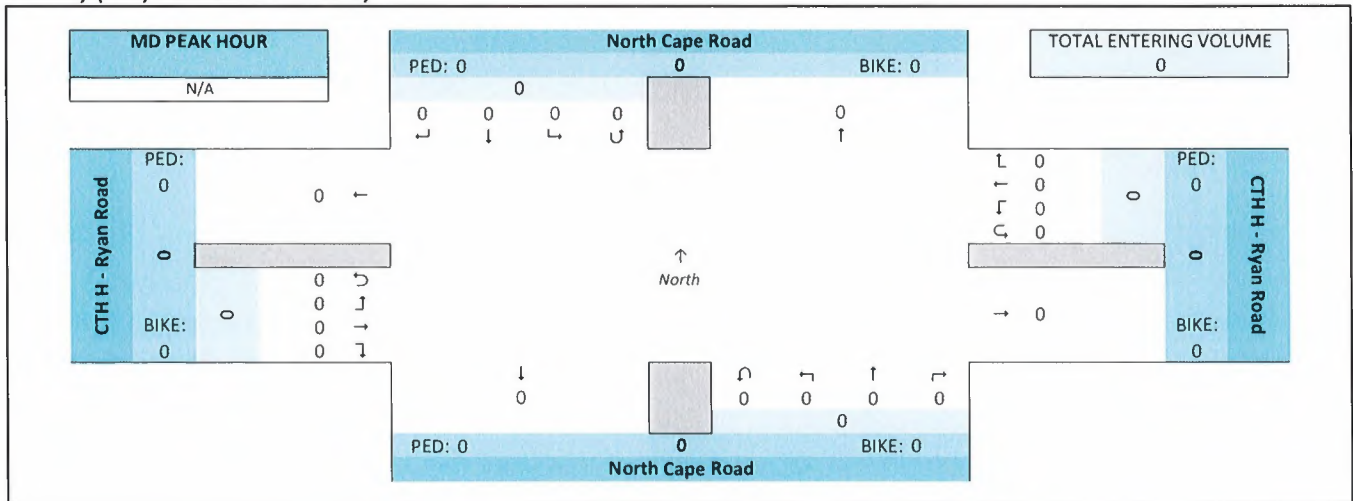 MD PEAK HOUR
N/A
North Cape Road
PED: 0 0 BIKE: 0
0
0 0 0 0
0
TOTAL ENTERING VOLUME
0
CTH H - Ryan Road
PED:
0
0
BIKE:
0
0
0 ←
0
0
0
0 →
0
↑
North
0
← 0
0
0
0
→ 0
PED:
0
0
BIKE:
0
CTH H - Ryan Road
↓
0
↑
0 0 0 0
0
PED: 0 0 BIKE: 0
North Cape Road